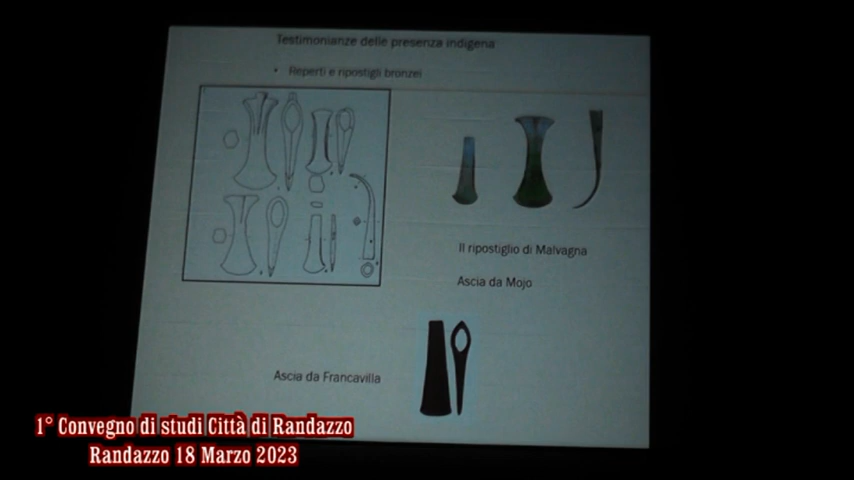 Testimonianze delle presenza indigena
• Reperti e ripostigli bronzei
Il ripostiglio di Malvagna
Ascia da Mojo
Ascia da Francavilla
1° Convegno di studi Città di Randazzo
Randazzo 18 Marzo 2023